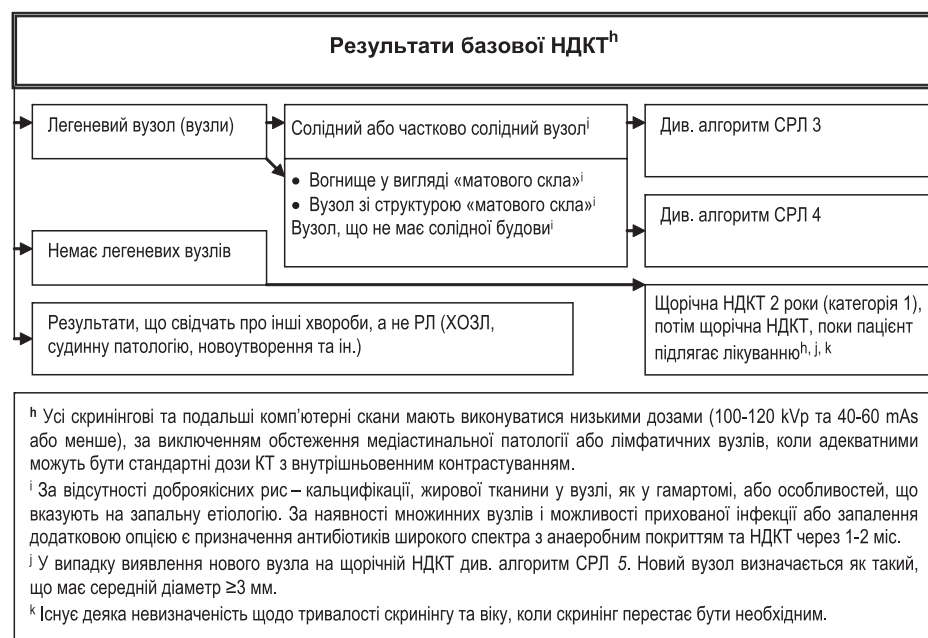 Результати базової НДКТh
Легеневий вузол (вузли)
Солідний або частково солідний вузолi
Див. алгоритм СРЛ 3
● Вогнище у вигляді «матового скла»i
● Вузол зі структурою «матового скла»i
Вузол, що не має солідної будовиi
Див. алгоритм СРЛ 4
Немає легеневих вузлів
Щорічна НДКТ 2 роки (категорія 1),
потім щорічна НДКТ, поки пацієнт
підлягає лікуваннюh, j, k
Результати, що свідчать про інші хвороби, а не РЛ (ХОЗЛ,
судинну патологію, новоутворення та ін.)
h Усі скринінгові та подальші комп'ютерні скани мають виконуватися низькими дозами (100-120 kVp та 40-60 mAs
або менше), за виключенням обстеження медіастинальної патології або лімфатичних вузлів, коли адекватними
можуть бути стандартні дози КТ з внутрішньовенним контрастуванням.
i За відсутності доброякісних рис – кальцифікації, жирової тканини у вузлі, як у гамартомі, або особливостей, що
вказують на запальну етіологію. За наявності множинних вузлів і можливості прихованої інфекції або запалення
додатковою опцією є призначення антибіотиків широкого спектра з анаеробним покриттям та НДКТ через 1-2 міс.
j У випадку виявлення нового вузла на щорічній НДКТ див. алгоритм СРЛ 5. Новий вузол визначається як такий,
що має середній діаметр ≥3 мм.
k Існує деяка невизначеність щодо тривалості скринінгу та віку, коли скринінг перестає бути необхідним.